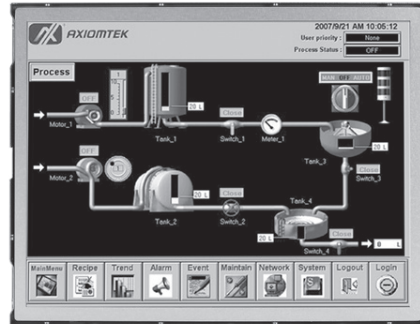 AXIOMTEK
2007/9/21 AM 10:05:12
User priority : None
Process Status : OFF
Process
MAN OFF AUTO
OFF
1
Motor_1
20 L
Tank_1
Close
Switch_1
Meter_1
20 L
Tank_3
OFF
Motor_2
20 L
Tank_2
Close
Switch_2
Tank_4
Close
Switch_3
20 L
Close
Switch_4
0 L
MainMenu Recipe Trend Alarm Event Maintain Network System Logout Login